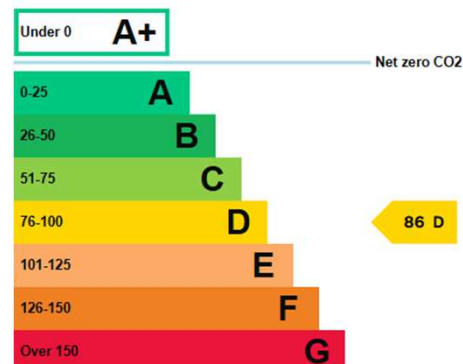 Under 0 A+
Net zero CO2
0-25 A
26-50 B
51-75 C
76-100 D
86 D
101-125 E
126-150 F
Over 150 G